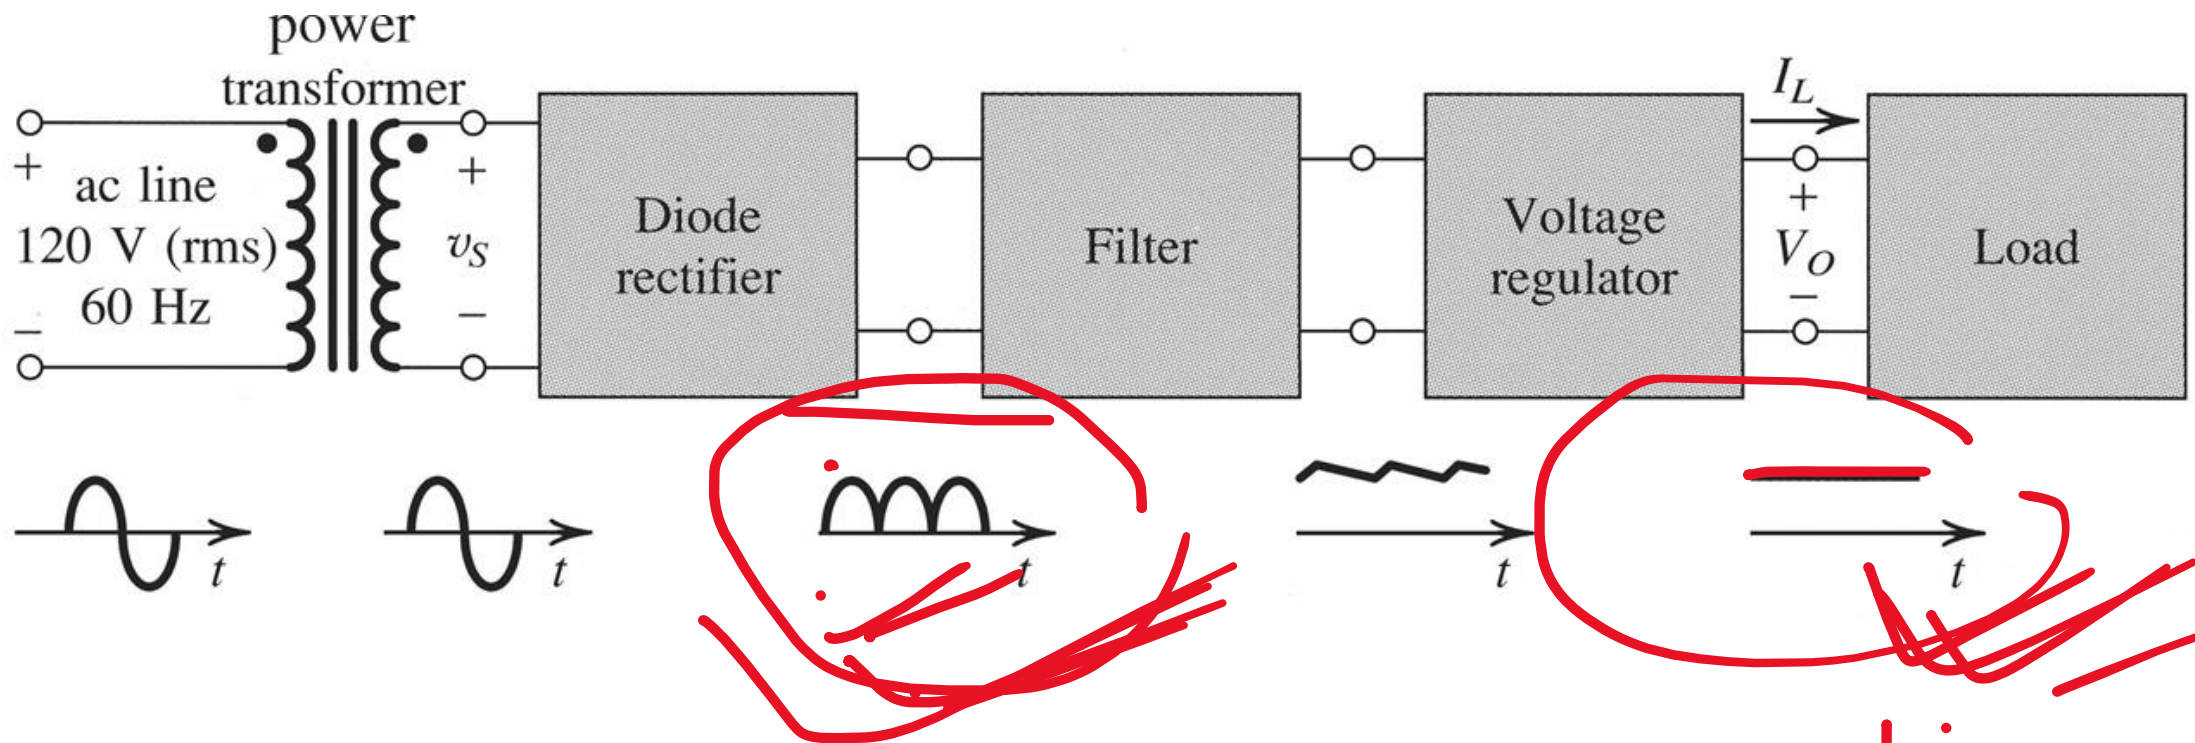 power
transformer
+
ac line
120 V (rms)
60 Hz
−
+
vS
−
Diode
rectifier
Filter
Voltage
regulator
IL
+
VO
−
Load
t
t
t
t
t